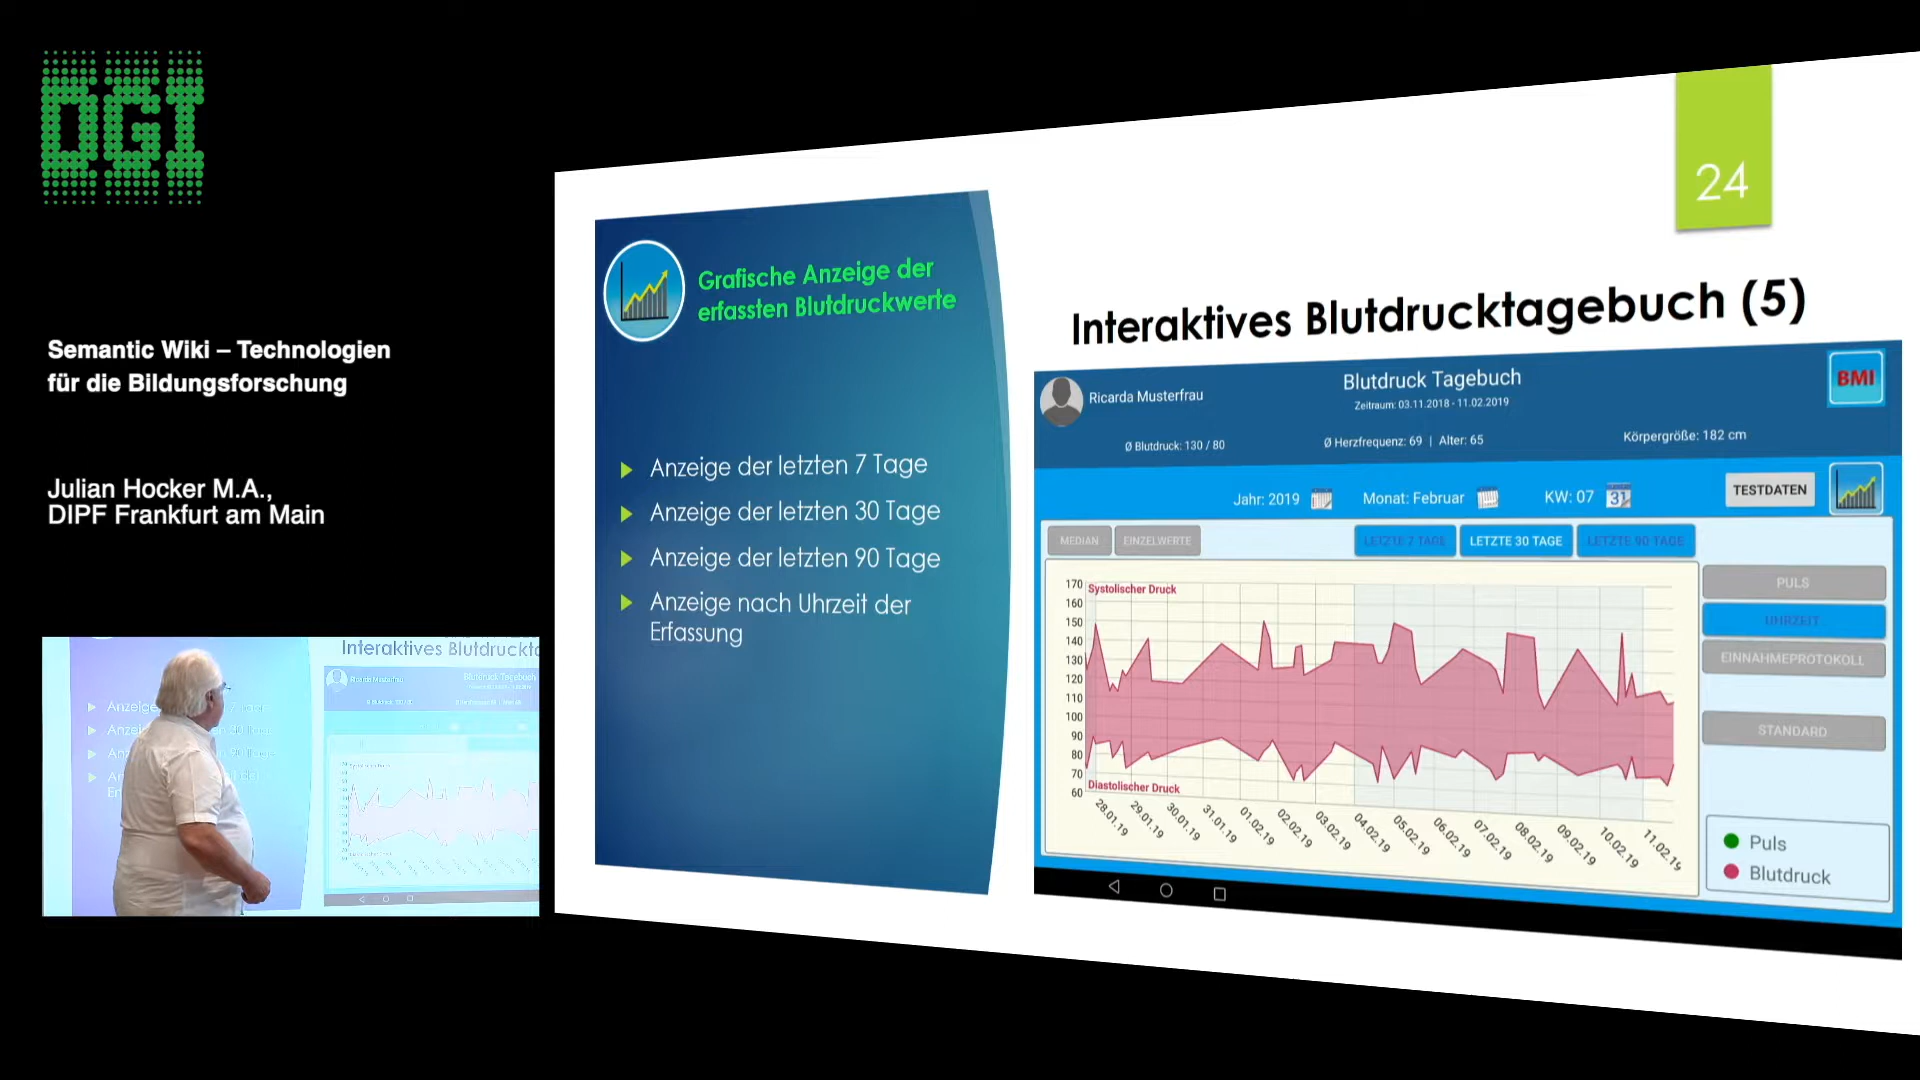 DGI
Semantic Wiki – Technologien
für die Bildungsforschung
Julian Hocker M.A.,
DIPF Frankfurt am Main
24
Grafische Anzeige der
erfassten Blutdruckwerte
Anzeige der letzten 7 Tage
Anzeige der letzten 30 Tage
Anzeige der letzten 90 Tage
Anzeige nach Uhrzeit der
Erfassung
Interaktives Blutdrucktagebuch (5)
Ricarda Musterfrau
Blutdruck Tagebuch
Zeitraum: 03.11.2018 - 11.02.2019
BMI
Ø Blutdruck: 130 / 80
Ø Herzfrequenz: 69 | Alter: 65
Körpergröße: 182 cm
Jahr: 2019
Monat: Februar
KW: 07
31
TESTDATEN
MEDIAN
EINZELWERTE
LETZTE 7 TAGE
LETZTE 30 TAGE
LETZTE 90 TAGE
PULS
UHRZEIT
EINNAHMEPROTOKOLL
STANDARD
Systolischer Druck
170
160
150
140
130
120
110
100
90
80
70
60
Diastolischer Druck
28.01.19
29.01.19
30.01.19
31.01.19
01.02.19
02.02.19
03.02.19
04.02.19
05.02.19
06.02.19
07.02.19
08.02.19
09.02.19
10.02.19
11.02.19
Puls
Blutdruck
Interaktives Blutdruckt
Ricarda Musterfrau
Blutdruck Tagebuch
Anzeige